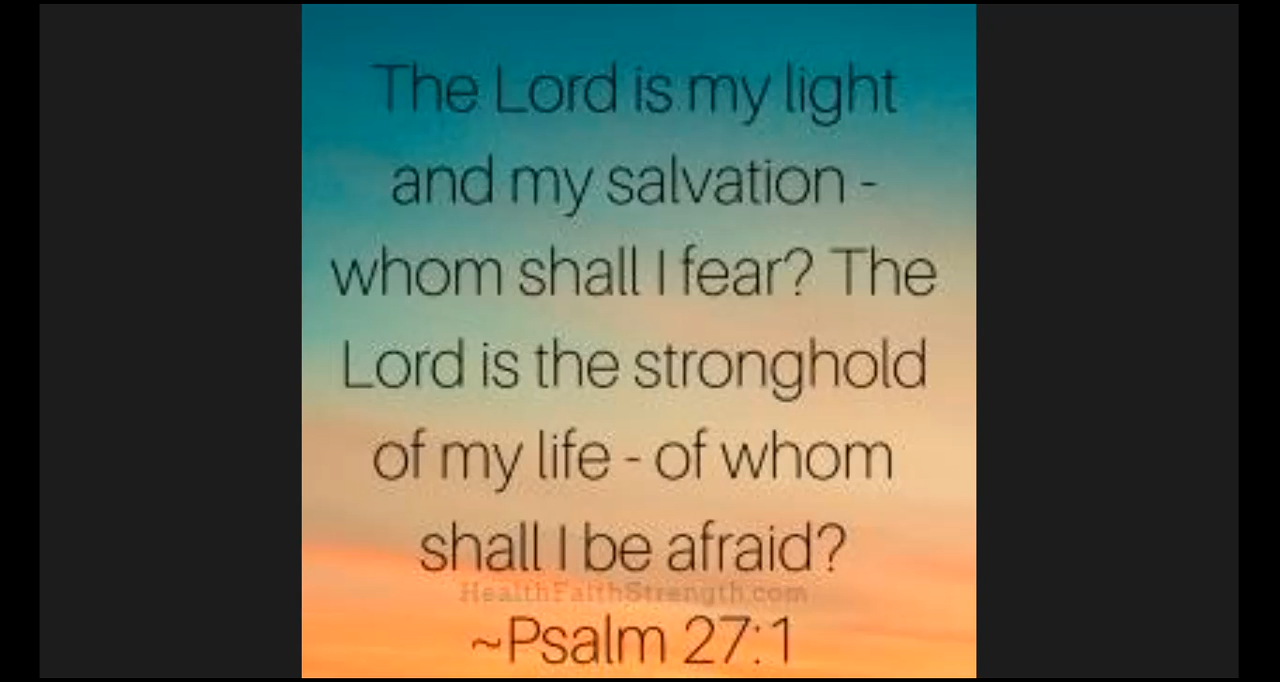 The Lord is my light
and my salvation -
whom shall I fear? The
Lord is the stronghold
of my life - of whom
shall I be afraid?
HealthFaithStrength.com
~Psalm 27:1